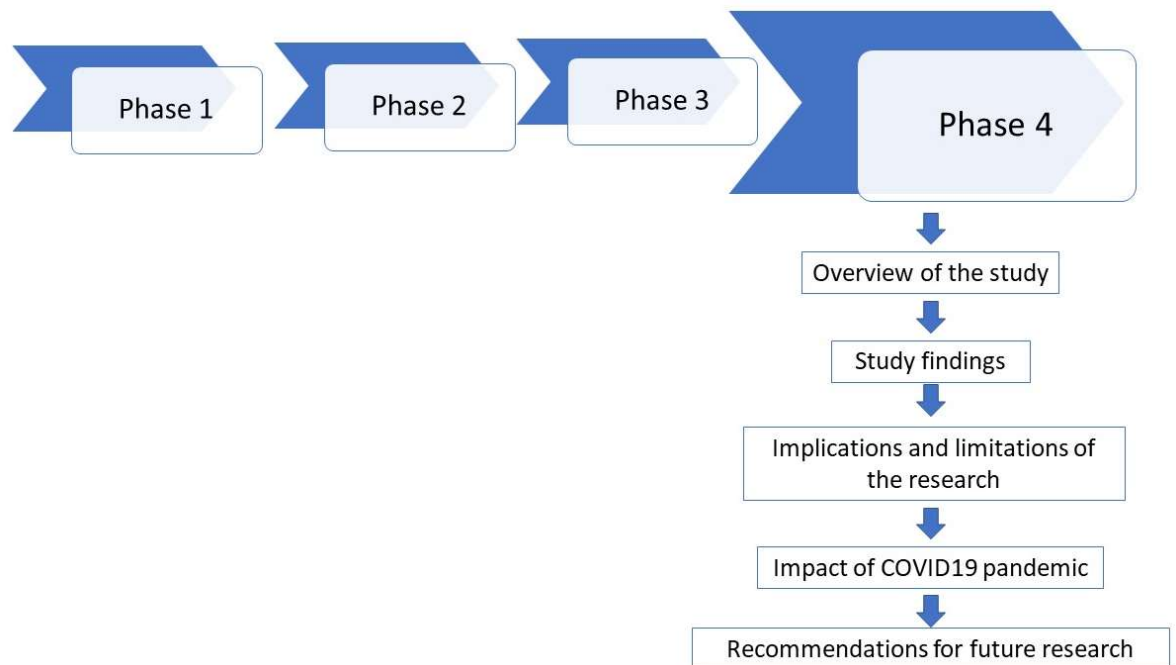 Phase 1
Phase 2
Phase 3
Phase 4
Overview of the study
Study findings
Implications and limitations of
the research
Impact of COVID19 pandemic
Recommendations for future research